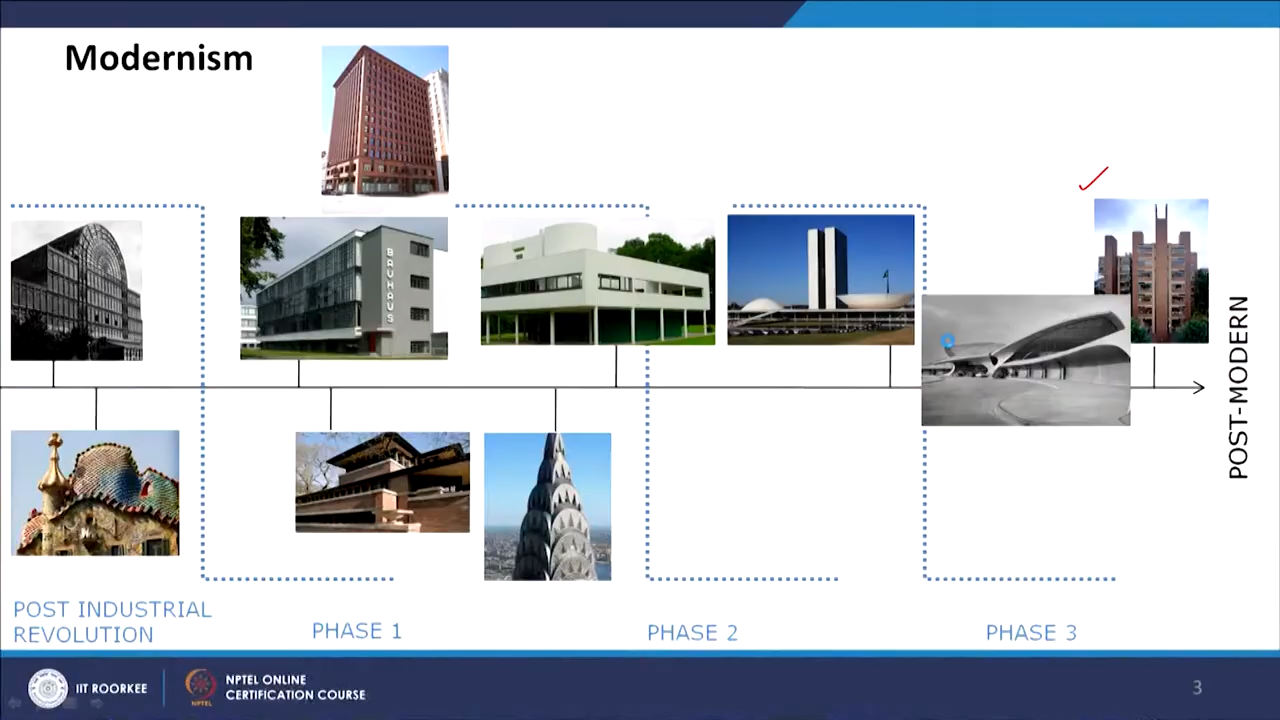 Modernism
BAUHAUS
POST-MODERN
POST INDUSTRIAL
REVOLUTION
PHASE 1
PHASE 2
PHASE 3
IIT ROORKEE
NPTEL
NPTEL ONLINE
CERTIFICATION COURSE
3